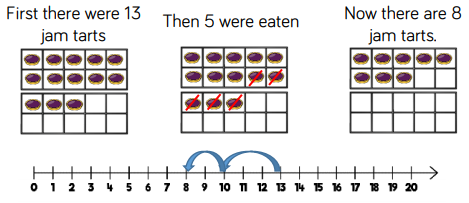 First there were 13
jam tarts
Then 5 were eaten
Now there are 8
jam tarts.
0 1 2 3 4 5 6 7 8 9 10 11 12 13 14 15 16 17 18 19 20